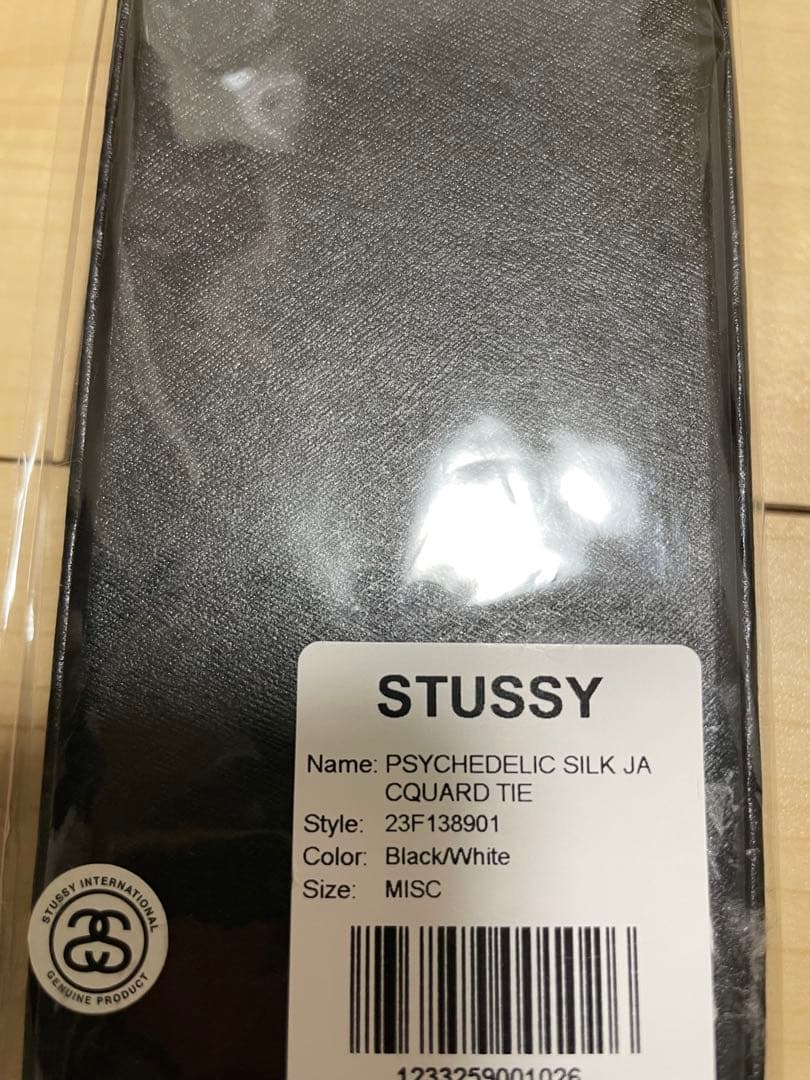 STUSSY
Name: PSYCHEDELIC SILK JA
CQUARD TIE
Style: 23F138901
Color: Black/White
Size: MISC
1233259001026
STUSSY INTERNATIONAL
GENUINE PRODUCT